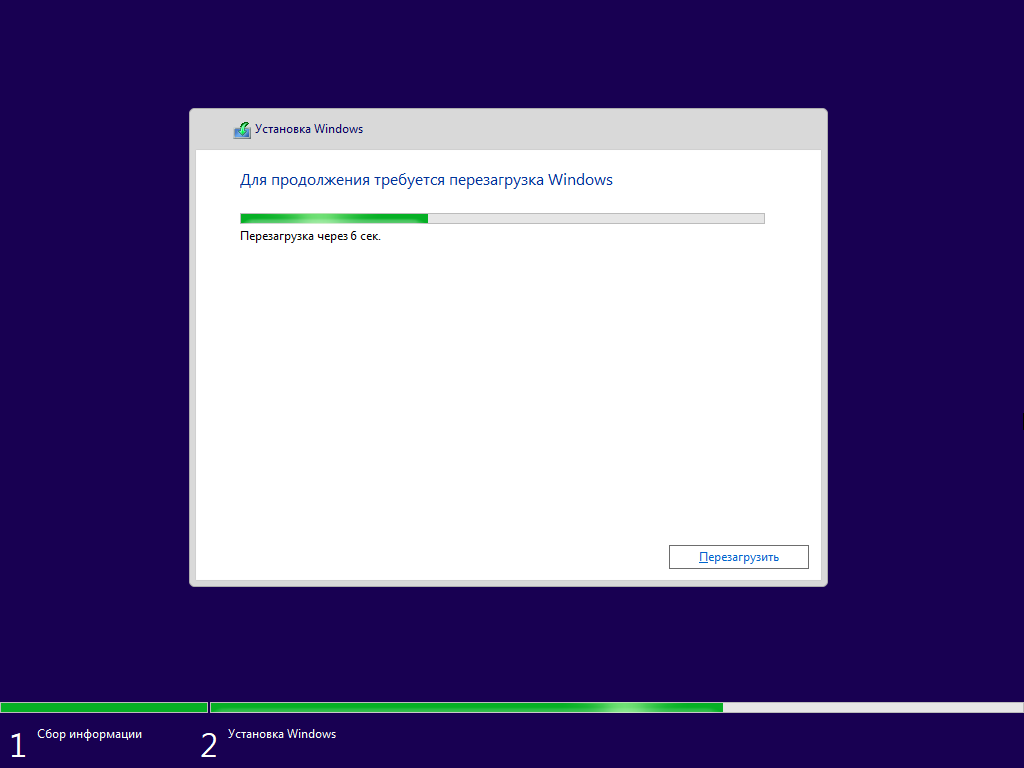 Установка Windows
Для продолжения требуется перезагрузка Windows
Перезагрузка через 6 сек.
Перезагрузить
1 Сбор информации
2 Установка Windows